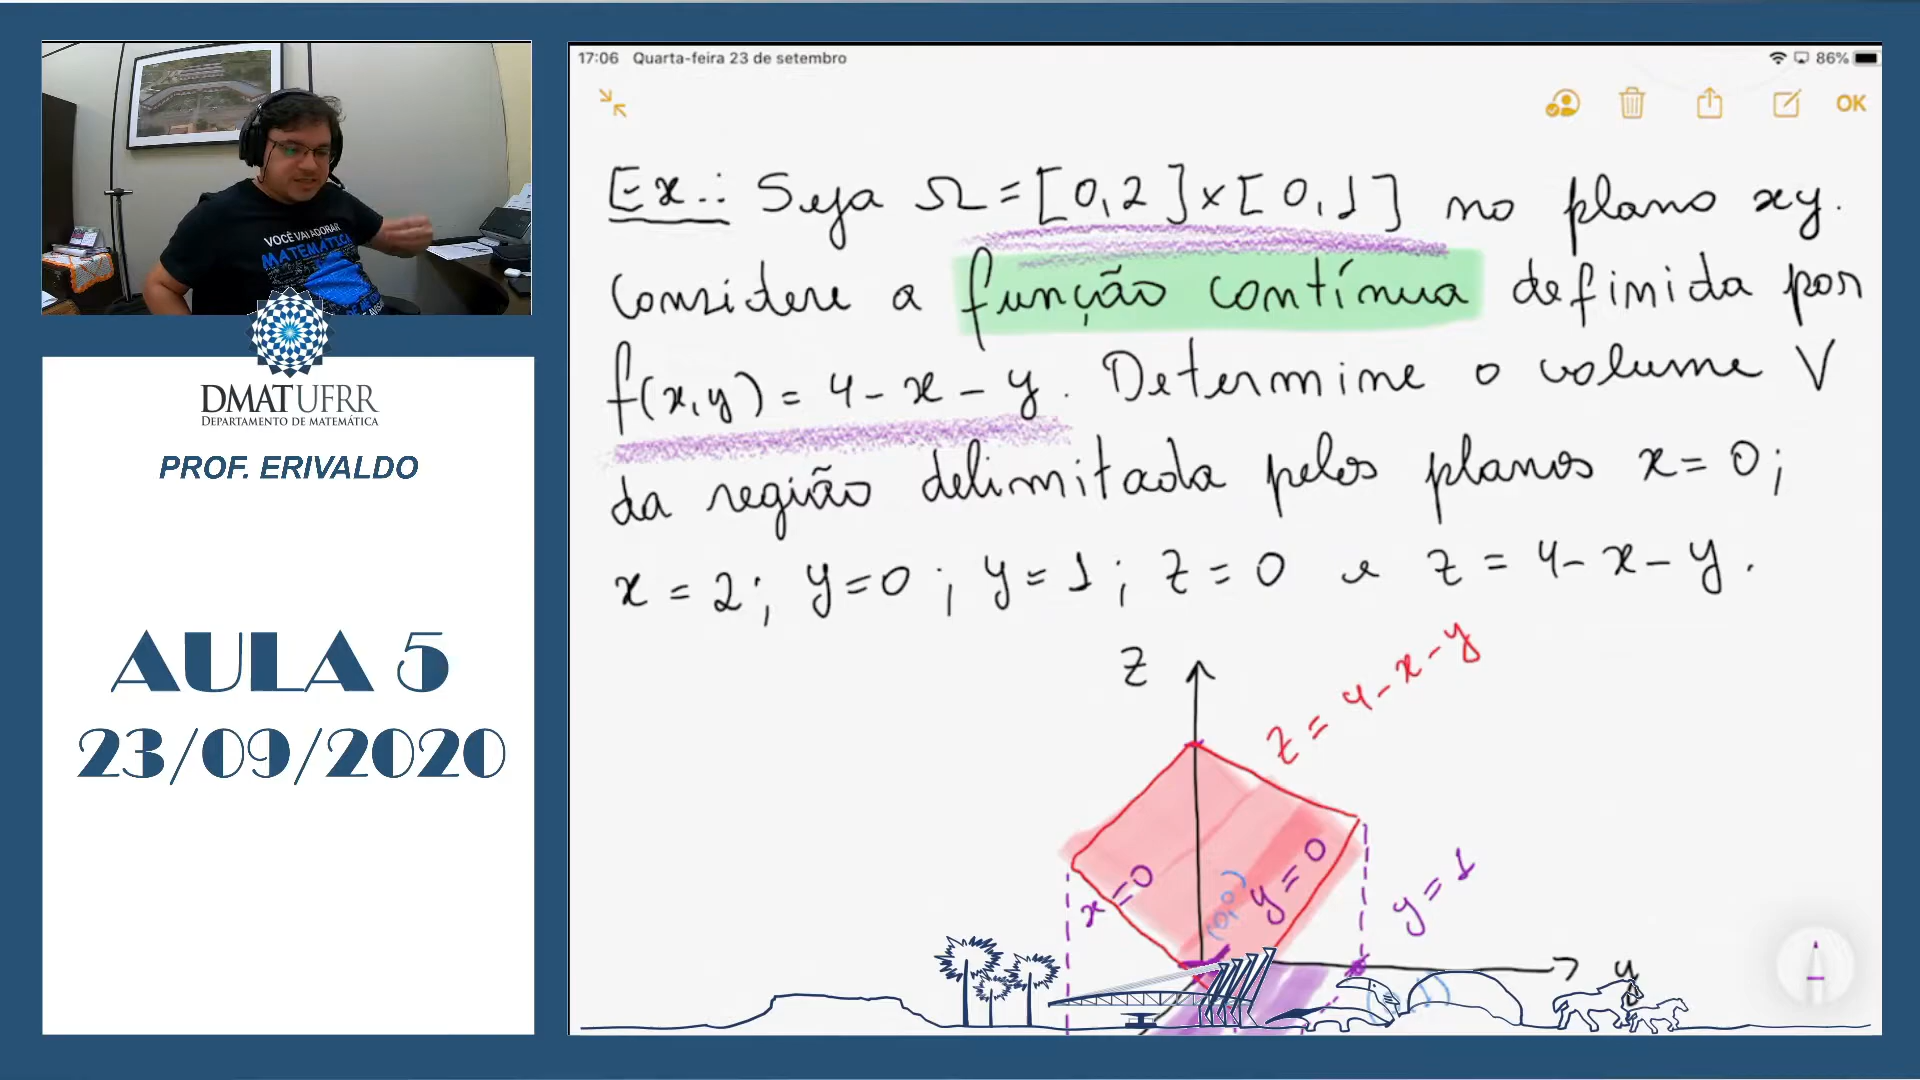 17:06 Quarta-feira 23 de setembro
86%
OK
VOCÊ VAI ADORAR
MATEMÁTICA
DMATUFRR
DEPARTAMENTO DE MATEMÁTICA
PROF. ERIVALDO
AULA 5
23/09/2020
Ex.: Seja Ω = [0,2]×[0,1] no plano xy.
Considere a função contínua definida por
f(x,y) = 4-x-y. Determine o volume V
da região delimitada pelos planos x=0;
x=2; y=0; y=1; z=0 e z=4-x-y.
z
z=4-x-y
x=0
y=0
y=1
(0,0)
y